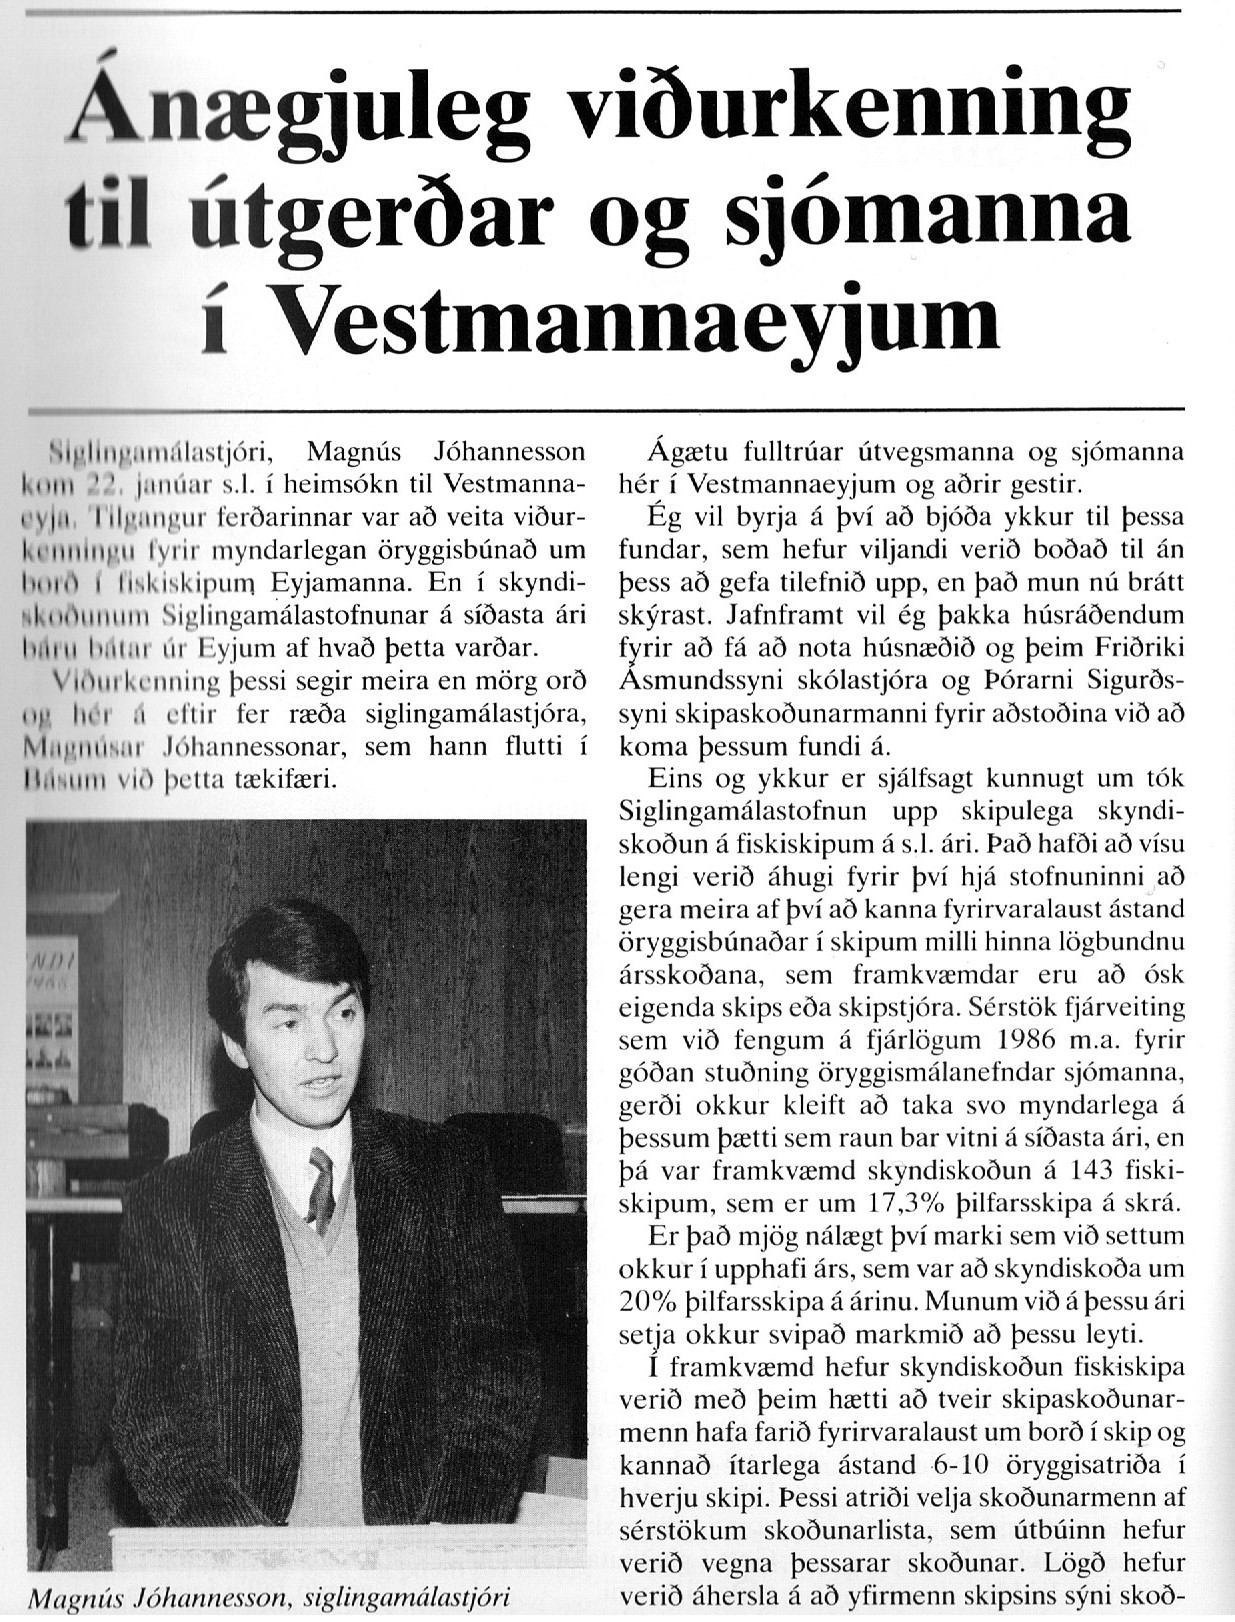 Ánægjuleg viðurkenning
til útgerðar og sjómanna
í Vestmannaeyjum
Siglingamálastjóri, Magnús Jóhannesson
kom 22. janúar s.l. í heimsókn til Vestmanna-
eyja. Tilgangur ferðarinnar var að veita viður-
kenningu fyrir myndarlegan öryggisbúnað um
borð í fiskiskipum Eyjamanna. En í skyndi-
skoðunum Siglingamálastofnunar á síðasta ári
báru bátar úr Eyjum af hvað þetta varðar.
Viðurkenning þessi segir meira en mörg orð
og hér á eftir fer ræða siglingamálastjóra,
Magnúsar Jóhannessonar, sem hann flutti í
Básum við þetta tækifæri.
NDI
1966
Magnús Jóhannesson, siglingamálastjóri
Ágætu fulltrúar útvegsmanna og sjómanna
hér í Vestmannaeyjum og aðrir gestir.
Ég vil byrja á því að bjóða ykkur til þessa
fundar, sem hefur viljandi verið boðað til án
þess að gefa tilefnið upp, en það mun nú brátt
skýrast. Jafnframt vil ég þakka húsráðendum
fyrir að fá að nota húsnæðið og þeim Friðriki
Ásmundssyni skólastjóra og Þórarni Sigurðs-
syni skipaskoðunarmanni fyrir aðstoðina við að
koma þessum fundi á.
Eins og ykkur er sjálfsagt kunnugt um tók
Siglingamálastofnun upp skipulega skyndi-
skoðun á fiskiskipum á s.l. ári. Það hafði að vísu
lengi verið áhugi fyrir því hjá stofnuninni að
gera meira af því að kanna fyrirvaralaust ástand
öryggisbúnaðar í skipum milli hinna lögbundnu
ársskoðana, sem framkvæmdar eru að ósk
eigenda skips eða skipstjóra. Sérstök fjárveiting
sem við fengum á fjárlögum 1986 m.a. fyrir
góðan stuðning öryggismálanefndar sjómanna,
gerði okkur kleift að taka svo myndarlega á
þessum þætti sem raun bar vitni á síðasta ári, en
þá var framkvæmd skyndiskoðun á 143 fiski-
skipum, sem er um 17,3% þilfarsskipa á skrá.
Er það mjög nálægt því marki sem við settum
okkur í upphafi árs, sem var að skyndiskoða um
20% þilfarsskipa á árinu. Munum við á þessu ári
setja okkur svipað markmið að þessu leyti.
Í framkvæmd hefur skyndiskoðun fiskiskipa
verið með þeim hætti að tveir skipaskoðunar-
menn hafa farið fyrirvaralaust um borð í skip og
kannað ítarlega ástand 6-10 öryggisatriða í
hverju skipi. Þessi atriði velja skoðunarmenn af
sérstökum skoðunarlista, sem útbúinn hefur
verið vegna þessarar skoðunar. Lögð hefur
verið áhersla á að yfirmenn skipsins sýni skoð-